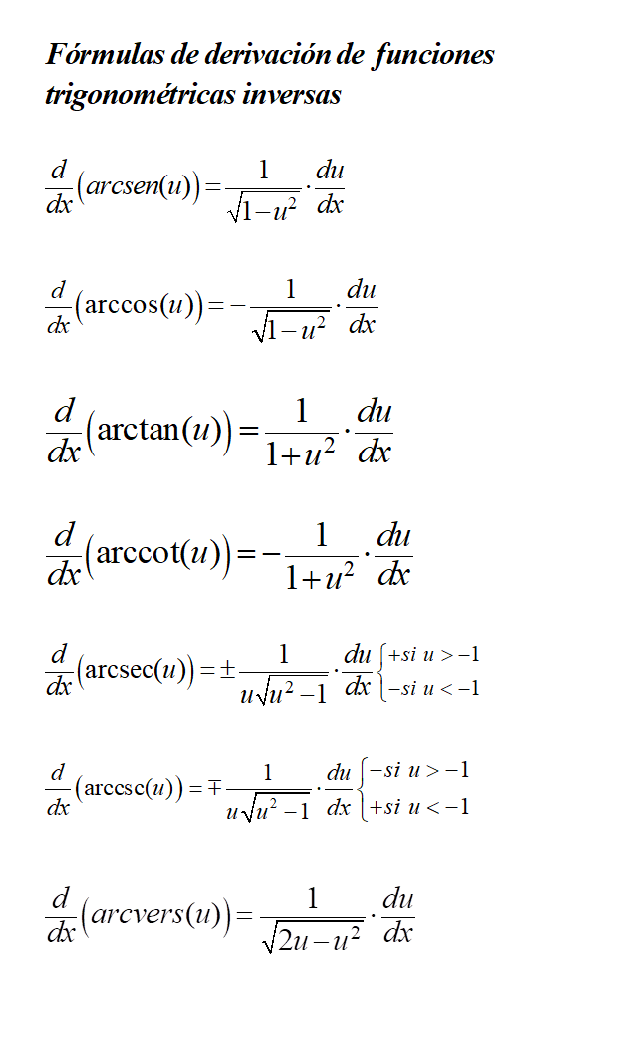 Fórmulas de derivación de funciones
trigonométricas inversas
d/dx (arcsen(u)) = 1/√(1−u²) · du/dx
d/dx (arccos(u)) = − 1/√(1−u²) · du/dx
d/dx (arctan(u)) = 1/(1+u²) · du/dx
d/dx (arccot(u)) = − 1/(1+u²) · du/dx
d/dx (arcsec(u)) = ± 1/(u√(u²−1)) · du/dx {+si u > −1
−si u < −1
d/dx (arccsc(u)) = ∓ 1/(u√(u²−1)) · du/dx {−si u > −1
+si u < −1
d/dx (arcvers(u)) = 1/√(2u−u²) · du/dx